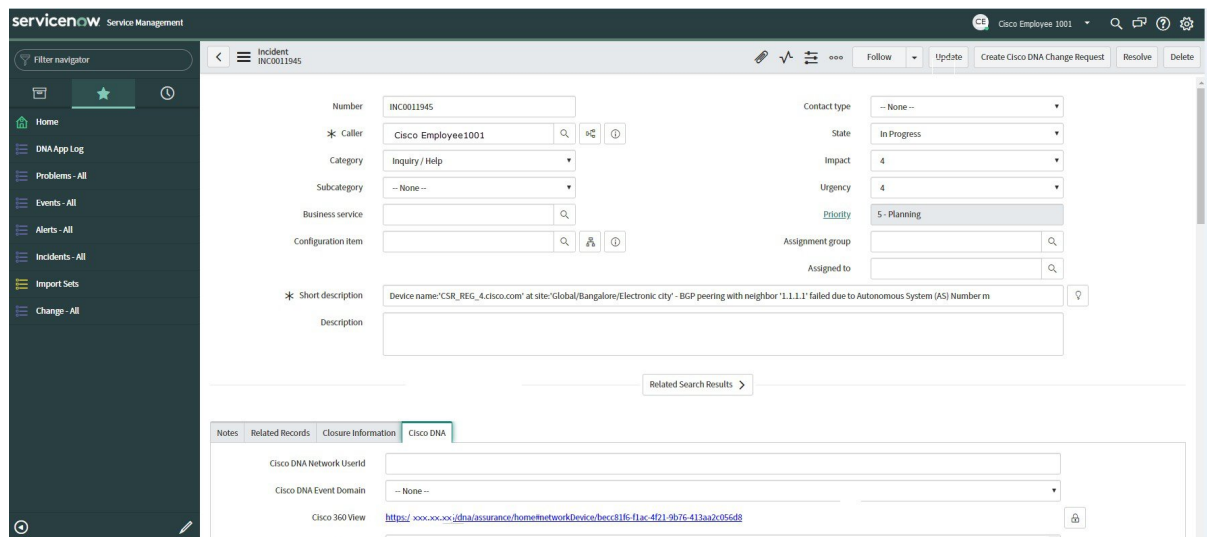 servicenow Service Management
CE Cisco Employee 1001
Filter navigator
Incident
INC0011945
Follow
Update
Create Cisco DNA Change Request
Resolve
Delete
Home
DNA App Log
Problems - All
Events - All
Alerts - All
Incidents - All
Import Sets
Change - All
Number INC0011945
Contact type -- None --
Caller Cisco Employee1001
State In Progress
Category Inquiry / Help
Impact 4
Subcategory -- None --
Urgency 4
Business service
Priority 5 - Planning
Configuration item
Assignment group
Assigned to
Short description Device name:'CSR_REG_4.cisco.com' at site:'Global/Bangalore/Electronic city' - BGP peering with neighbor '1.1.1.1' failed due to Autonomous System (AS) Number m
Description
Related Search Results
Notes Related Records Closure Information Cisco DNA
Cisco DNA Network UserId
Cisco DNA Event Domain -- None --
Cisco 360 View https:/ xxx.xx.xx:/dna/assurance/home#networkDevice/becc81f6-f1ac-4f21-9b76-413aa2c056d8